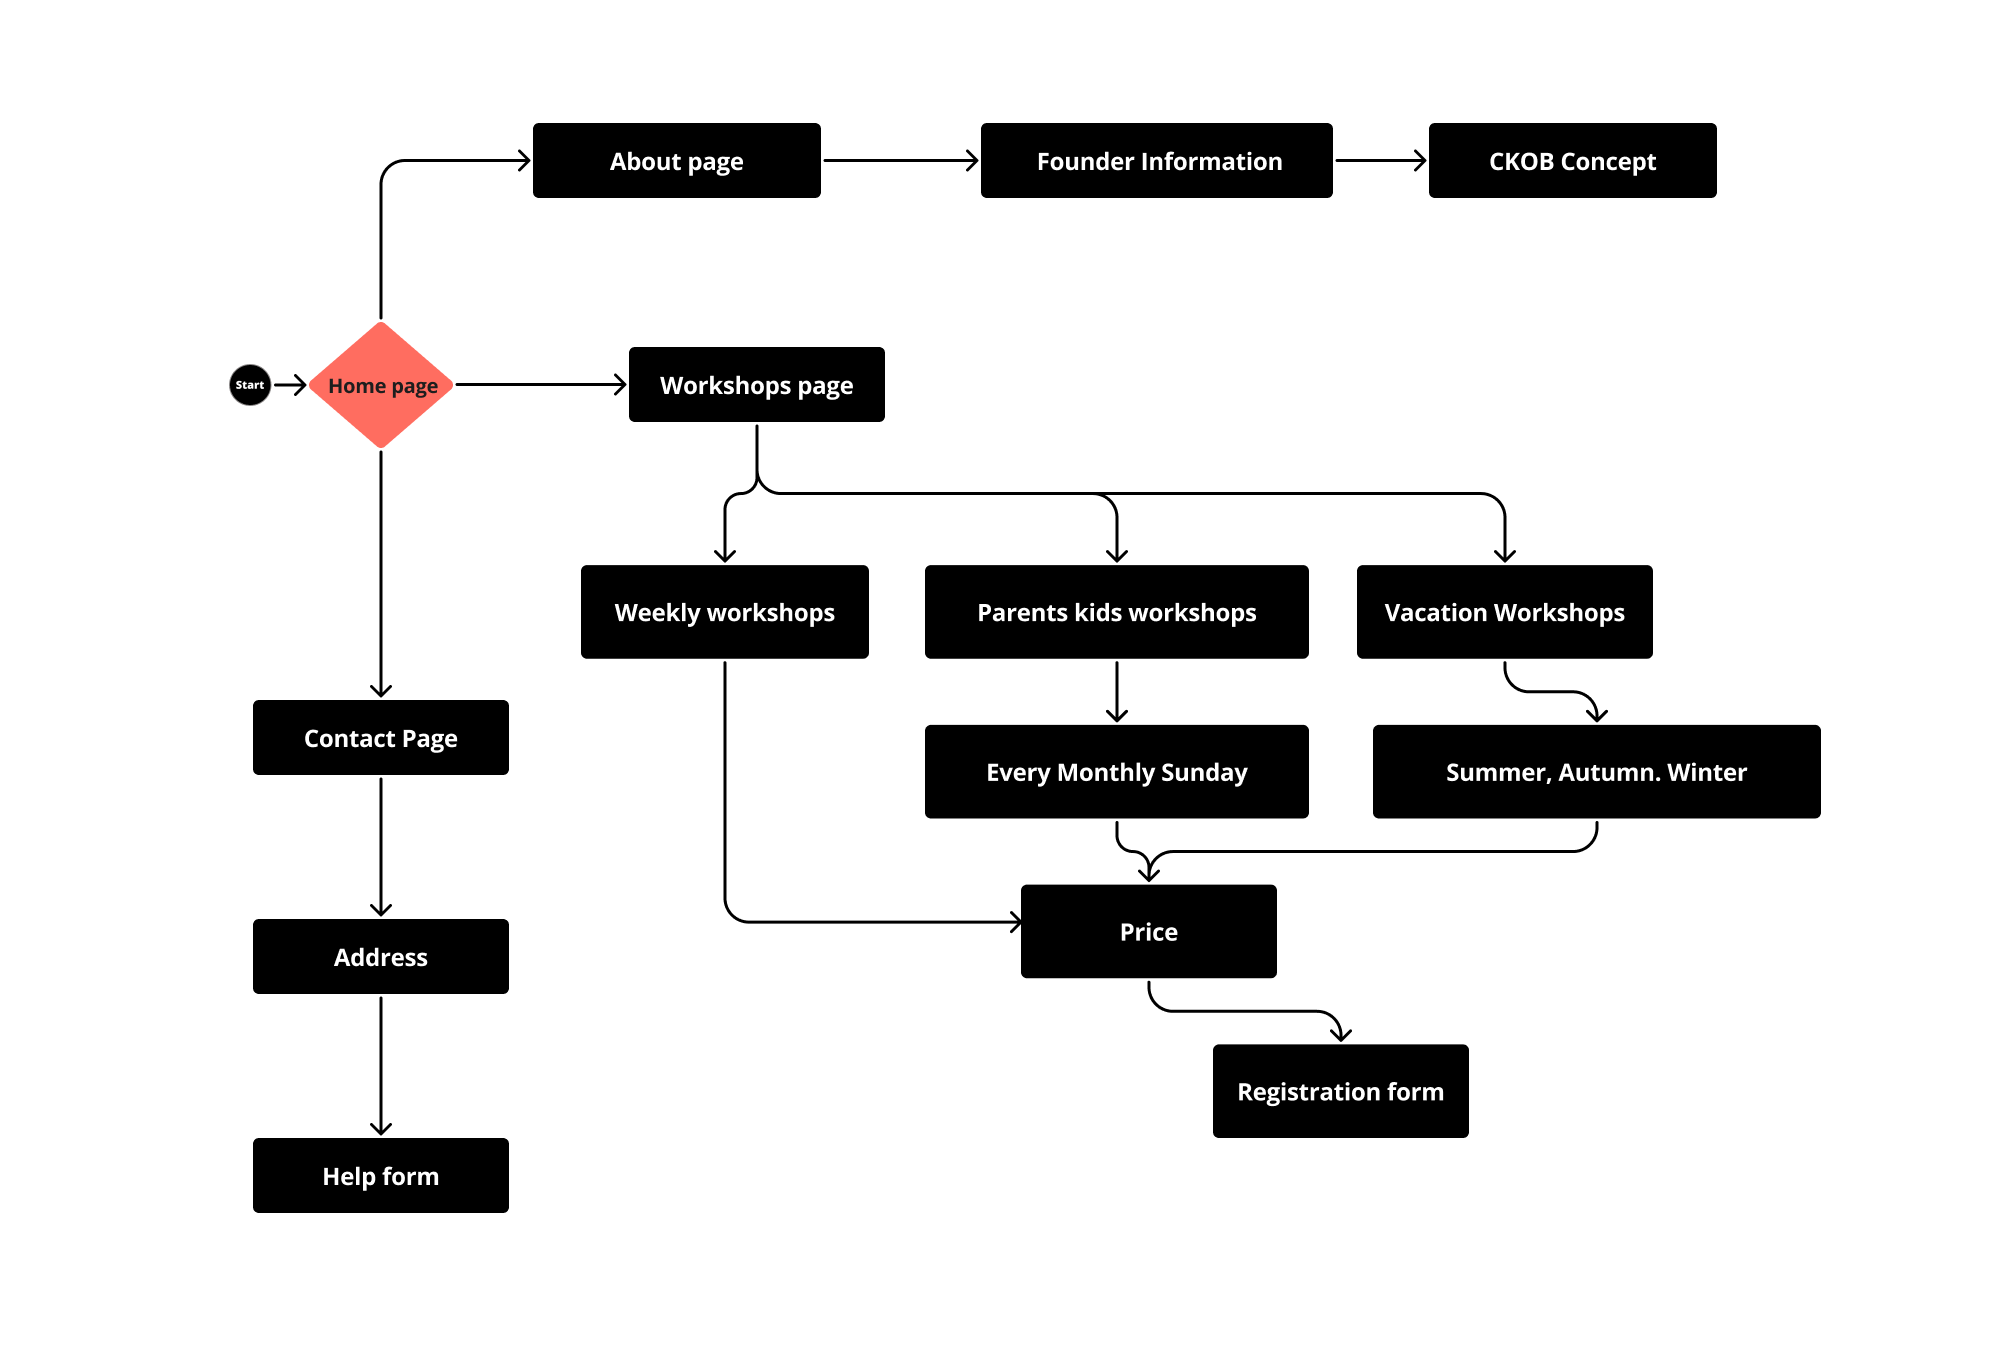 About page
Founder Information
CKOB Concept
Start
Home page
Workshops page
Weekly workshops
Parents kids workshops
Vacation Workshops
Contact Page
Every Monthly Sunday
Summer, Autumn. Winter
Address
Price
Registration form
Help form